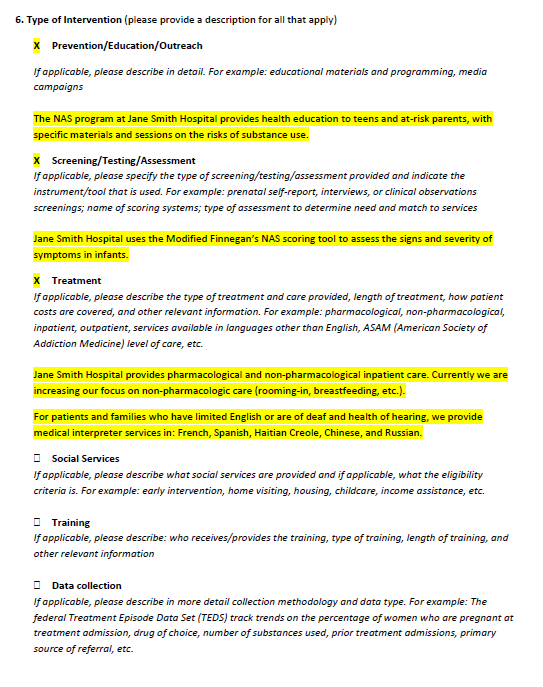 6. Type of Intervention (please provide a description for all that apply)
X Prevention/Education/Outreach
If applicable, please describe in detail. For example: educational materials and programming, media
campaigns
The NAS program at Jane Smith Hospital provides health education to teens and at-risk parents, with
specific materials and sessions on the risks of substance use.
X Screening/Testing/Assessment
If applicable, please specify the type of screening/testing/assessment provided and indicate the
instrument/tool that is used. For example: prenatal self-report, interviews, or clinical observations
screenings; name of scoring systems; type of assessment to determine need and match to services
Jane Smith Hospital uses the Modified Finnegan's NAS scoring tool to assess the signs and severity of
symptoms in infants.
X Treatment
If applicable, please describe the type of treatment and care provided, length of treatment, how patient
costs are covered, and other relevant information. For example: pharmacological, non-pharmacological,
inpatient, outpatient, services available in languages other than English, ASAM (American Society of
Addiction Medicine) level of care, etc.
Jane Smith Hospital provides pharmacological and non-pharmacological inpatient care. Currently we are
increasing our focus on non-pharmacologic care (rooming-in, breastfeeding, etc.).
For patients and families who have limited English or are of deaf and health of hearing, we provide
medical interpreter services in: French, Spanish, Haitian Creole, Chinese, and Russian.
☐ Social Services
If applicable, please describe what social services are provided and if applicable, what the eligibility
criteria is. For example: early intervention, home visiting, housing, childcare, income assistance, etc.
☐ Training
If applicable, please describe: who receives/provides the training, type of training, length of training, and
other relevant information
☐ Data collection
If applicable, please describe in more detail collection methodology and data type. For example: The
federal Treatment Episode Data Set (TEDS) track trends on the percentage of women who are pregnant at
treatment admission, drug of choice, number of substances used, prior treatment admissions, primary
source of referral, etc.